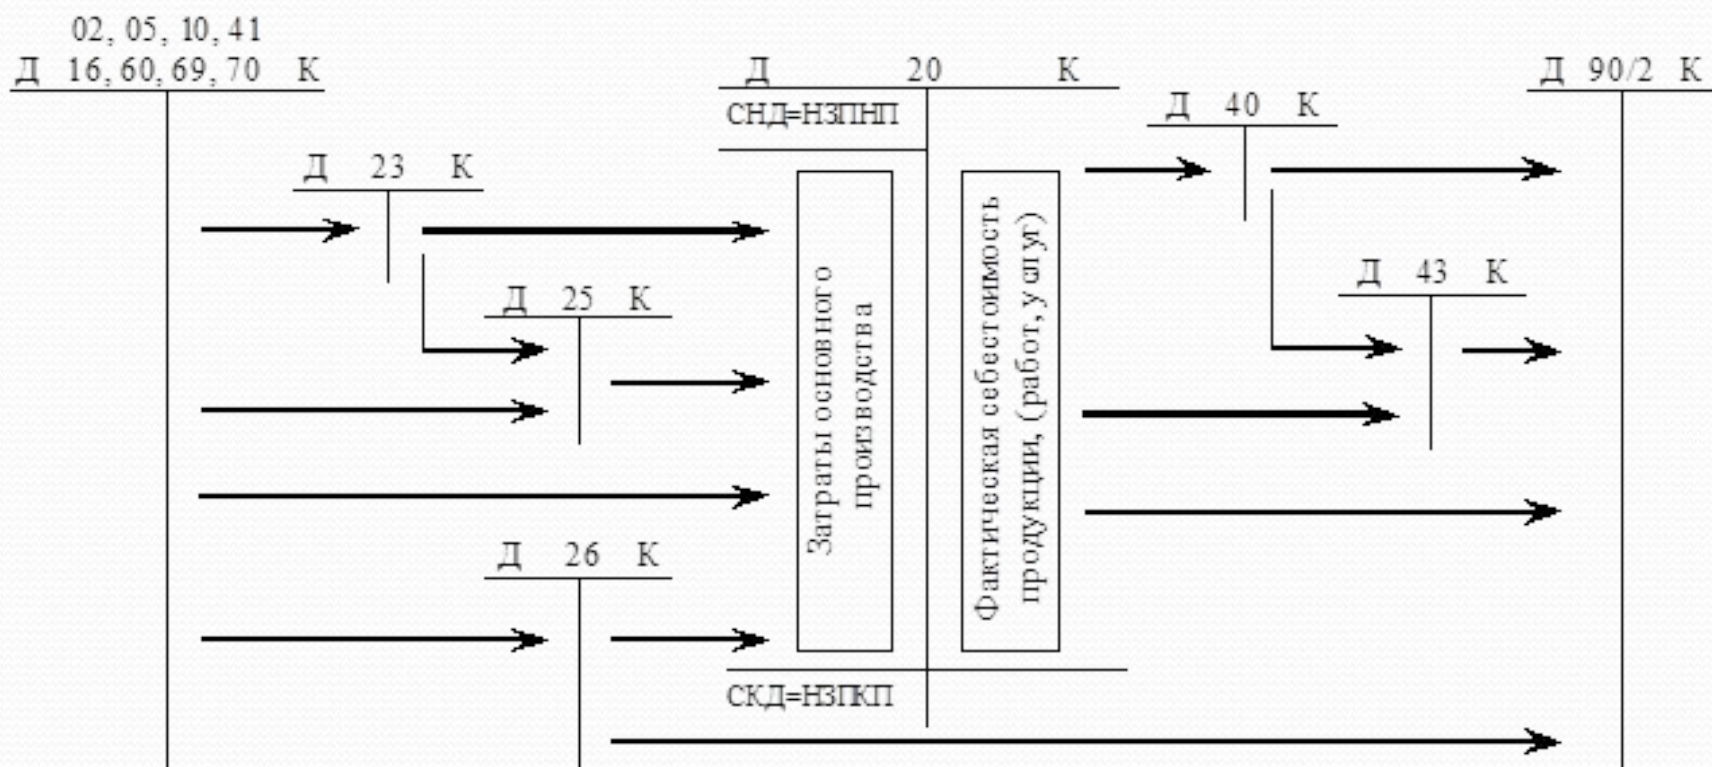 02, 05, 10, 41
Д 16, 60, 69, 70 К
Д 20 К
Д 90/2 К
СНД=НЗПНП
Д 40 К
Д 23 К
Д 43 К
Д 25 К
Затраты основного
производства
Фактическая себестоимость
продукции, (работ, услуг)
Д 26 К
СКД=НЗПКП